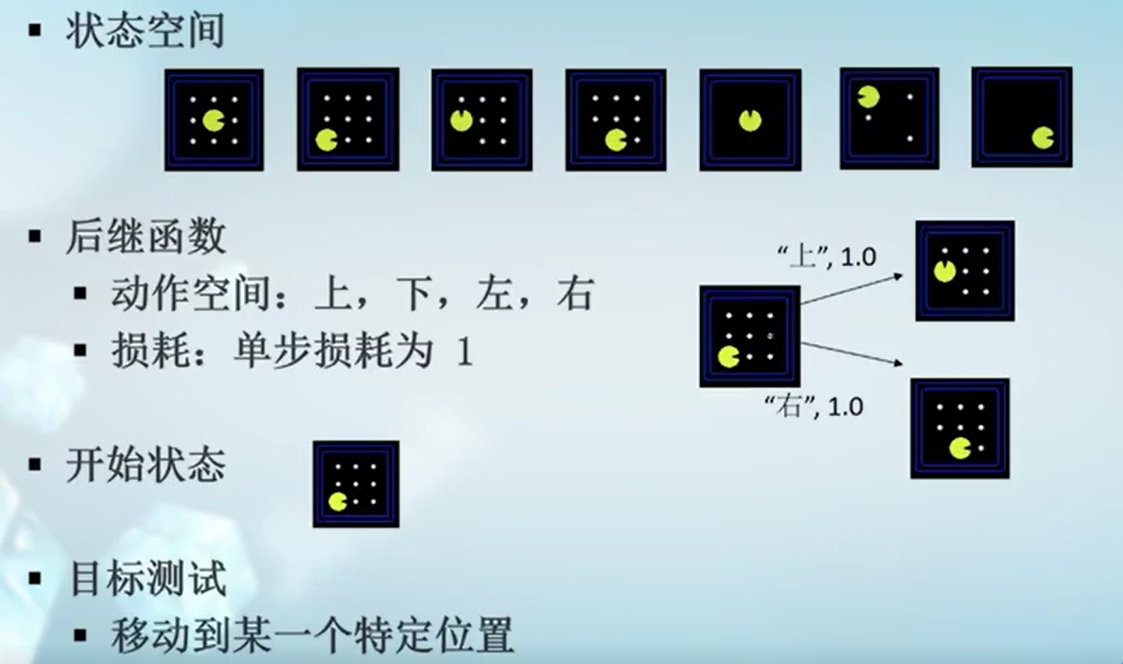 ▪ 状态空间
▪ 后继函数
“上”, 1.0
▪ 动作空间：上，下，左，右
▪ 损耗：单步损耗为 1
“右”, 1.0
▪ 开始状态
▪ 目标测试
▪ 移动到某一个特定位置